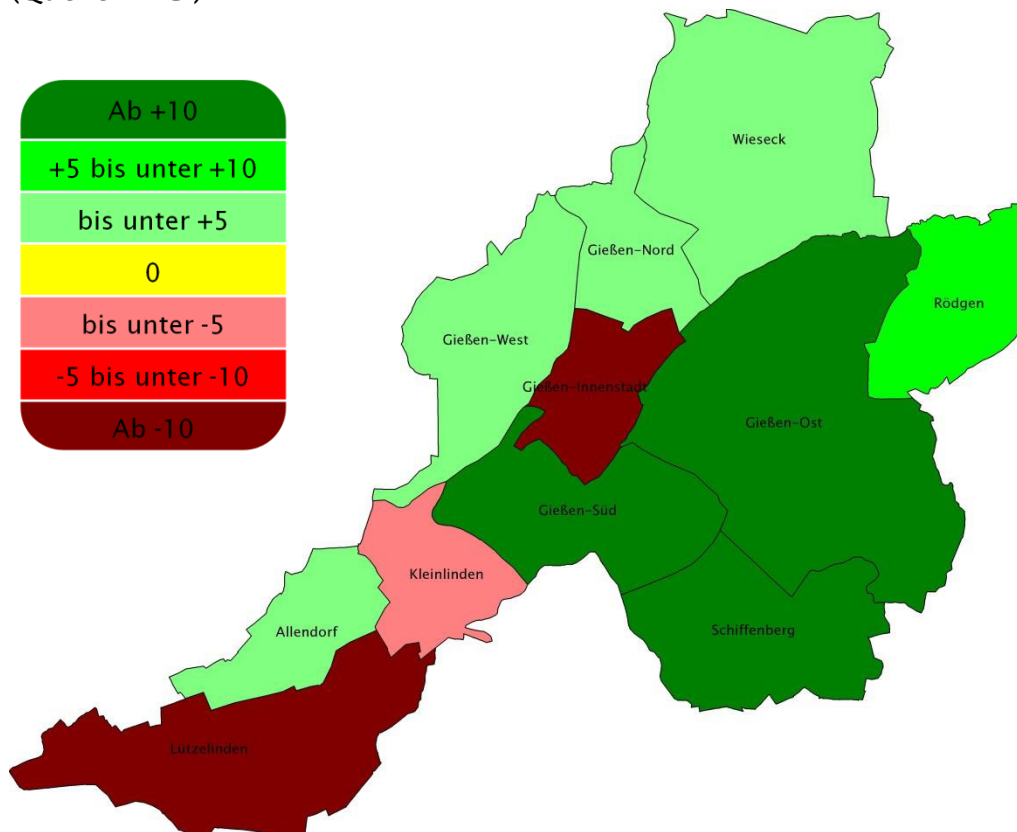 Ab +10
+5 bis unter +10
bis unter +5
0
bis unter -5
-5 bis unter -10
Ab -10
Wieseck
Gießen-Nord
Rödgen
Gießen-West
Gießen-Innenstadt
Gießen-Ost
Gießen-Süd
Kleinlinden
Allendorf
Schiffenberg
Lützelinden